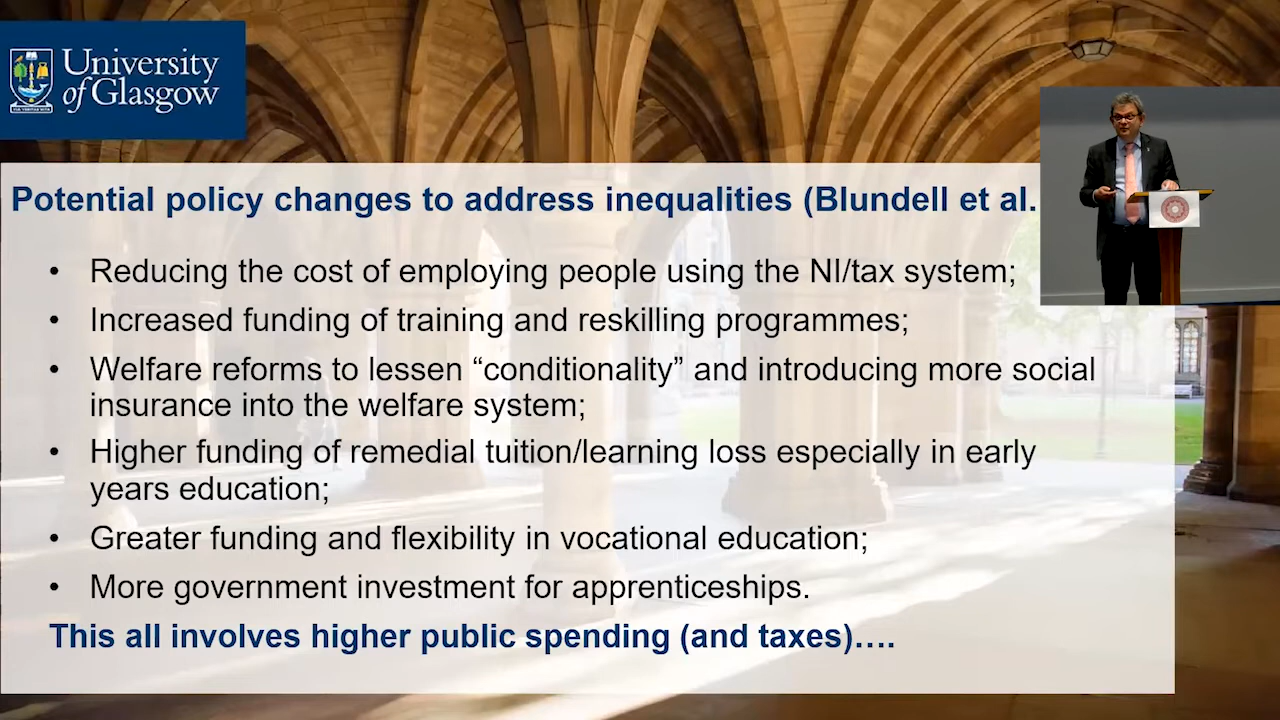 University
of Glasgow
Potential policy changes to address inequalities (Blundell et al.
• Reducing the cost of employing people using the NI/tax system;
• Increased funding of training and reskilling programmes;
• Welfare reforms to lessen “conditionality” and introducing more social
insurance into the welfare system;
• Higher funding of remedial tuition/learning loss especially in early
years education;
• Greater funding and flexibility in vocational education;
• More government investment for apprenticeships.
This all involves higher public spending (and taxes)….